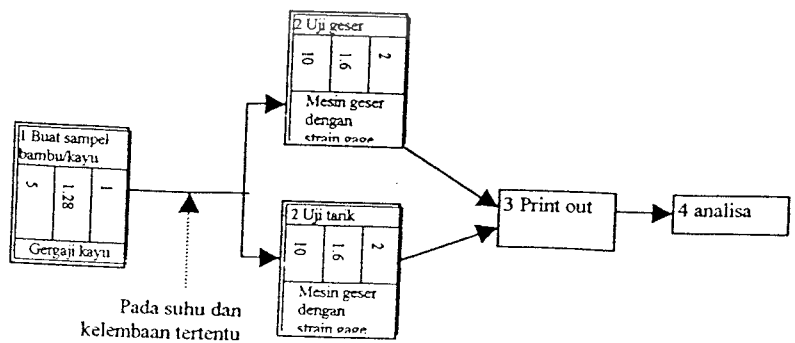 1 Buat sampel
bambu/kayu
5
1.28
1
Gergaji kayu
Pada suhu dan
kelembaan tertentu
2 Uji geser
10
1.6
2
Mesin geser
dengan
strain gage
2 Uji tarik
10
1.6
2
Mesin geser
dengan
strain gage
3 Print out
4 analisa